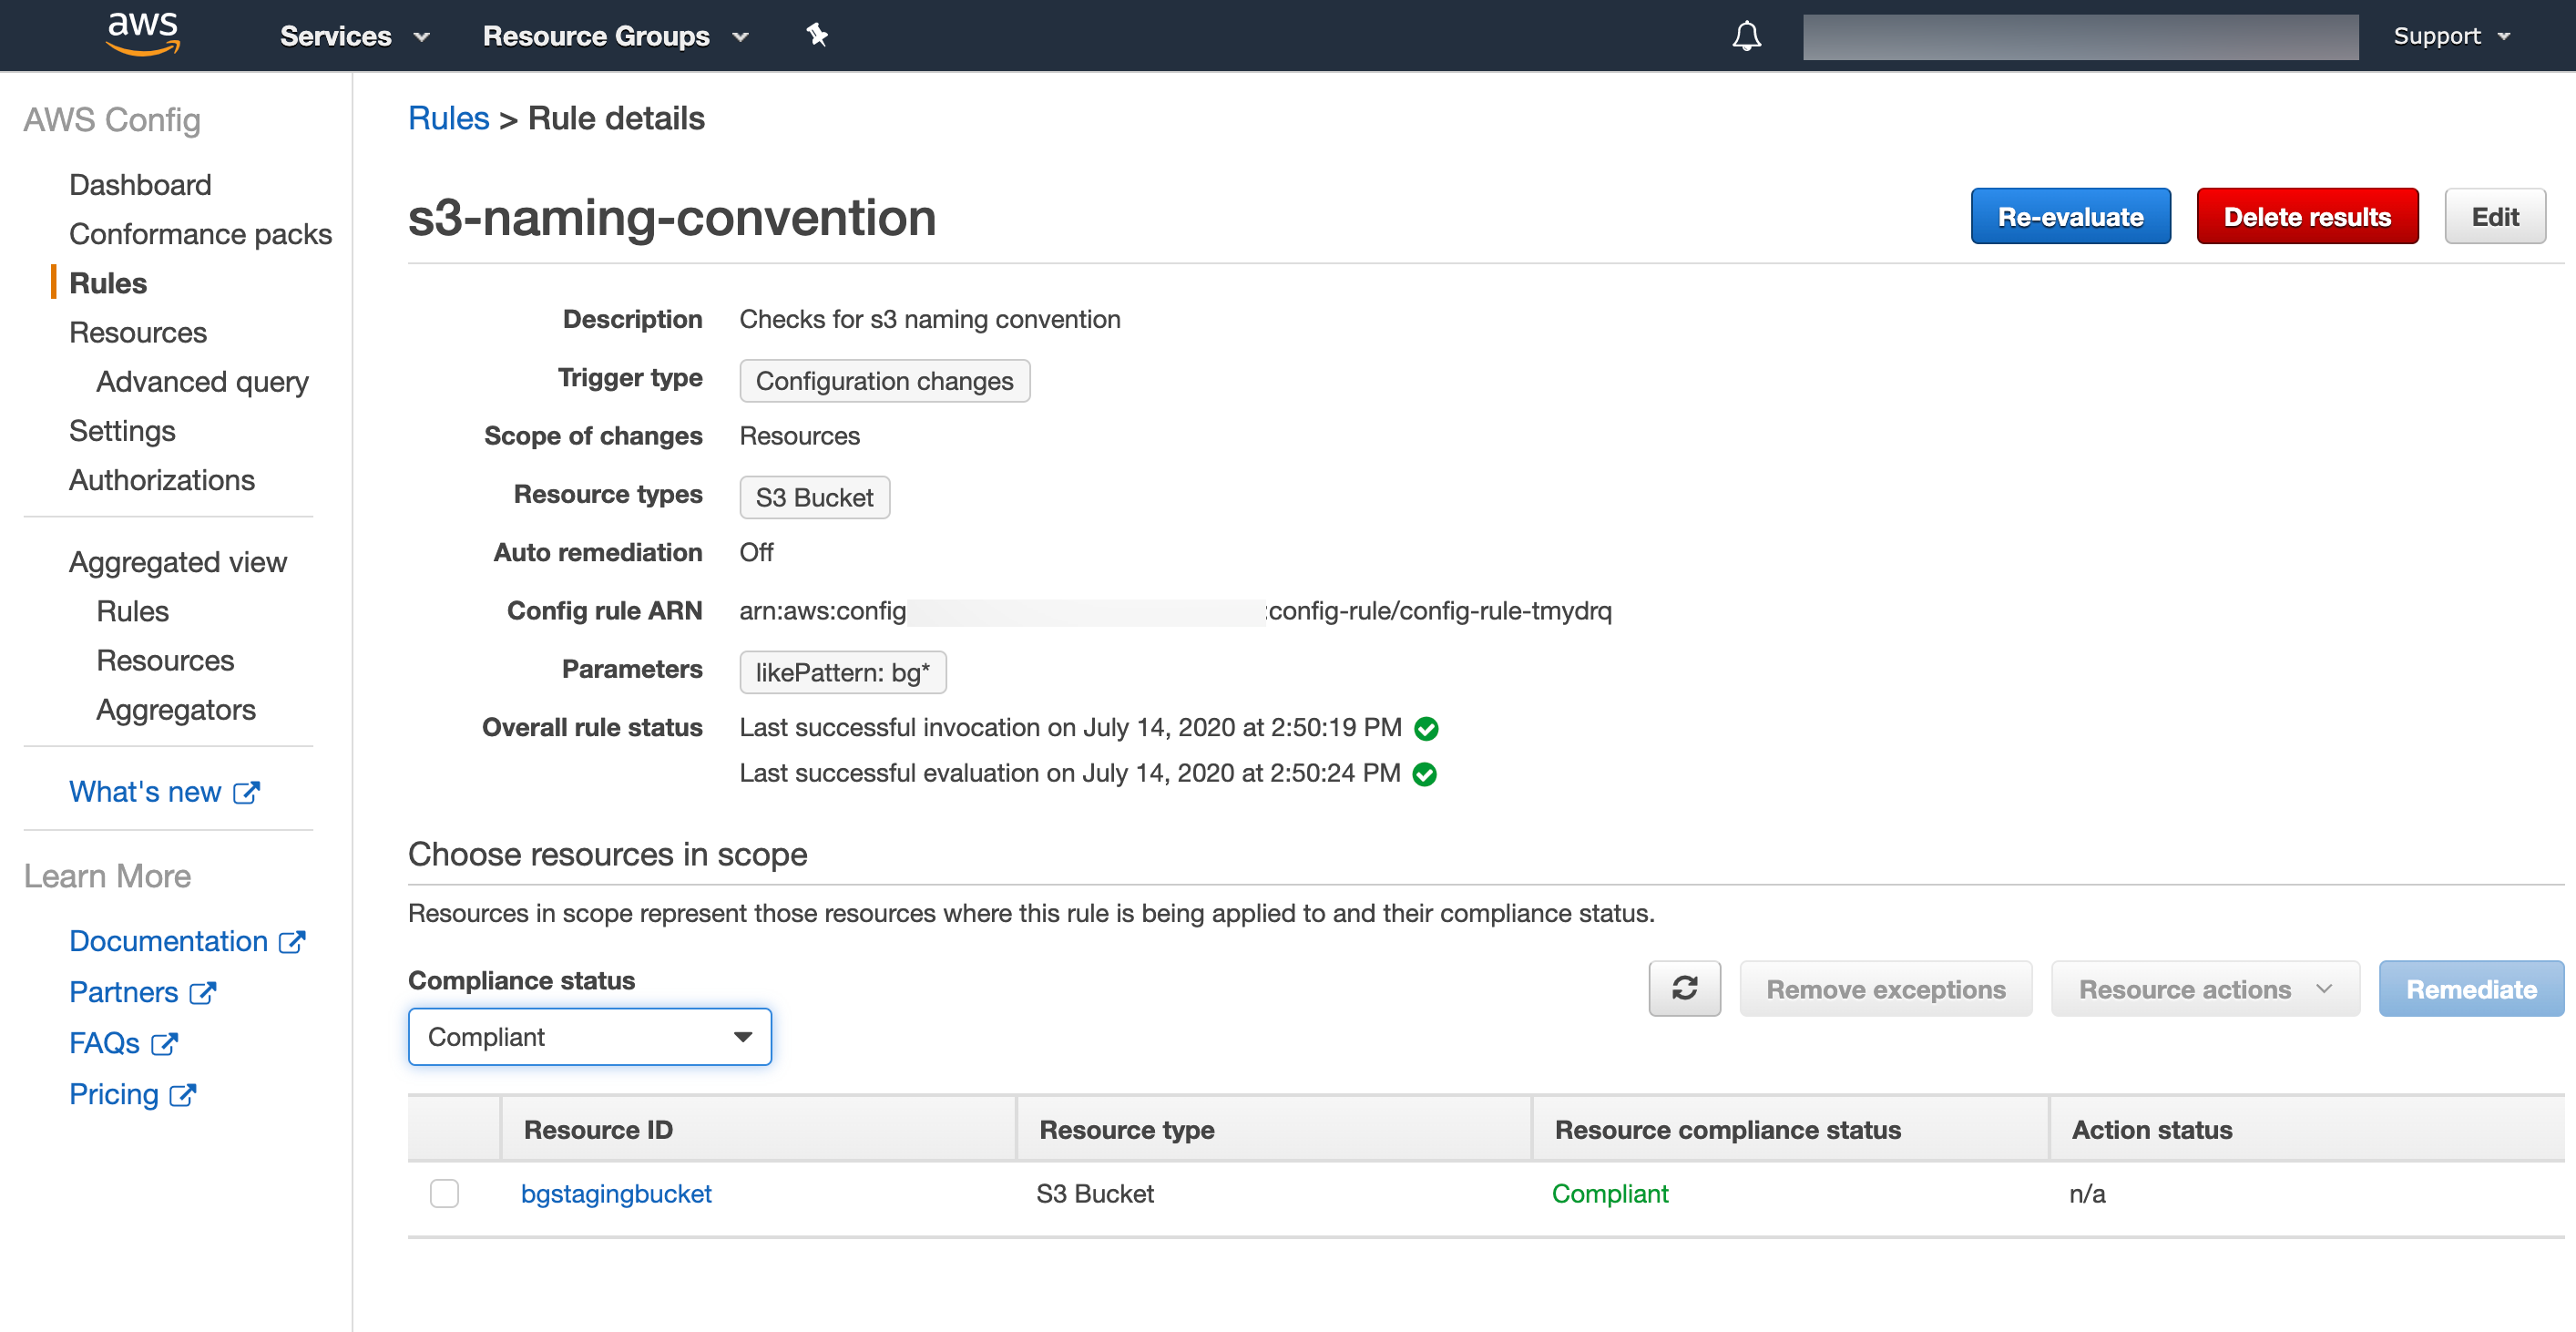 aws Services Resource Groups Support
AWS Config
Dashboard
Conformance packs
Rules
Resources
Advanced query
Settings
Authorizations
Aggregated view
Rules
Resources
Aggregators
What's new
Learn More
Documentation
Partners
FAQs
Pricing
Rules > Rule details
s3-naming-convention
Re-evaluate Delete results Edit
Description Checks for s3 naming convention
Trigger type Configuration changes
Scope of changes Resources
Resource types S3 Bucket
Auto remediation Off
Config rule ARN arn:aws:config :config-rule/config-rule-tmydrq
Parameters likePattern: bg*
Overall rule status Last successful invocation on July 14, 2020 at 2:50:19 PM
Last successful evaluation on July 14, 2020 at 2:50:24 PM
Choose resources in scope
Resources in scope represent those resources where this rule is being applied to and their compliance status.
Compliance status
Remove exceptions Resource actions Remediate
Compliant
Resource ID Resource type Resource compliance status Action status
bgstagingbucket S3 Bucket Compliant n/a